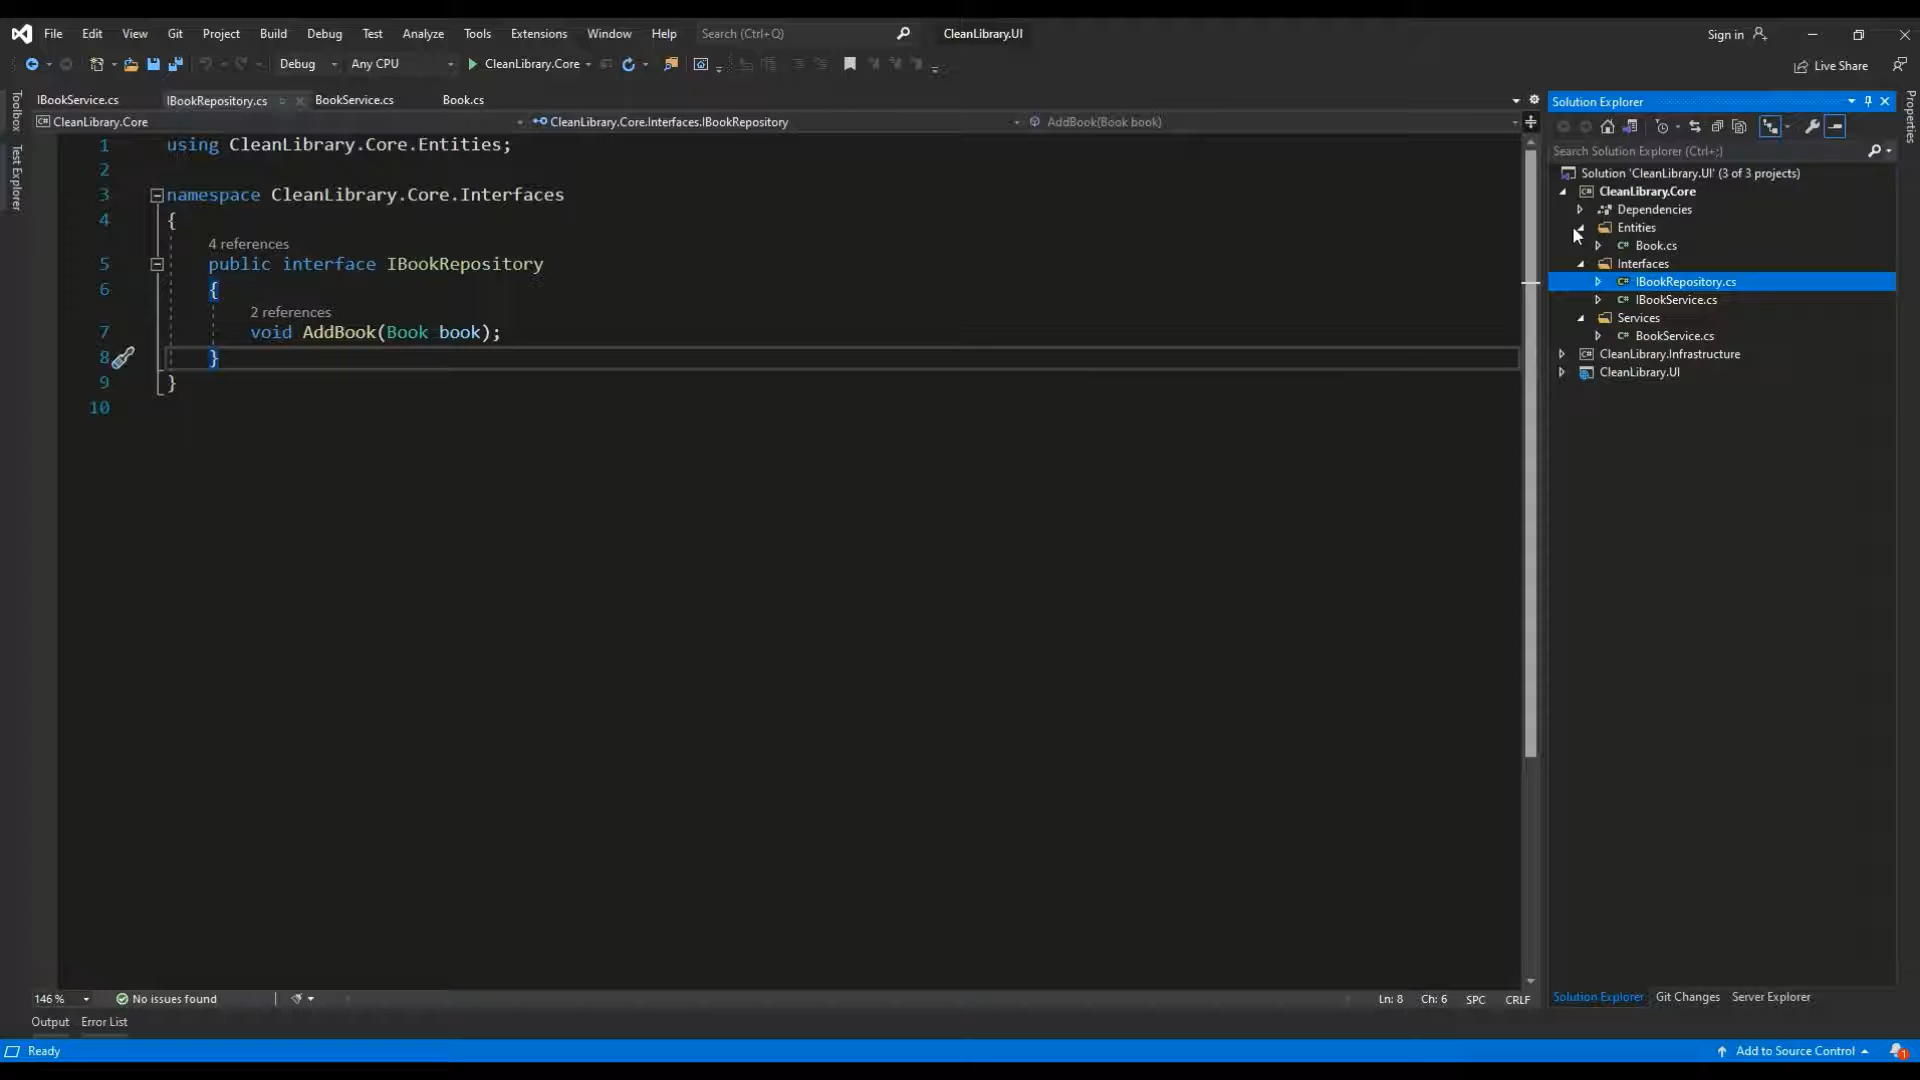 File Edit View Git Project Build Debug Test Analyze Tools Extensions Window Help Search (Ctrl+Q) CleanLibrary.UI Sign in
Debug Any CPU CleanLibrary.Core Live Share
IBookService.cs IBookRepository.cs BookService.cs Book.cs
CleanLibrary.Core CleanLibrary.Core.Interfaces.IBookRepository AddBook(Book book)
Toolbox
Test Explorer
1 using CleanLibrary.Core.Entities;
2
3 namespace CleanLibrary.Core.Interfaces
4 {
4 references
5 public interface IBookRepository
6 {
2 references
7 void AddBook(Book book);
8 }
9 }
10
146 % No issues found Ln: 8 Ch: 6 SPC CRLF
Solution Explorer
Search Solution Explorer (Ctrl+;)
Solution 'CleanLibrary.UI' (3 of 3 projects)
CleanLibrary.Core
Dependencies
Entities
C# Book.cs
Interfaces
C# IBookRepository.cs
C# IBookService.cs
Services
C# BookService.cs
CleanLibrary.Infrastructure
CleanLibrary.UI
Solution Explorer Git Changes Server Explorer
Properties
Output Error List
Ready Add to Source Control 1